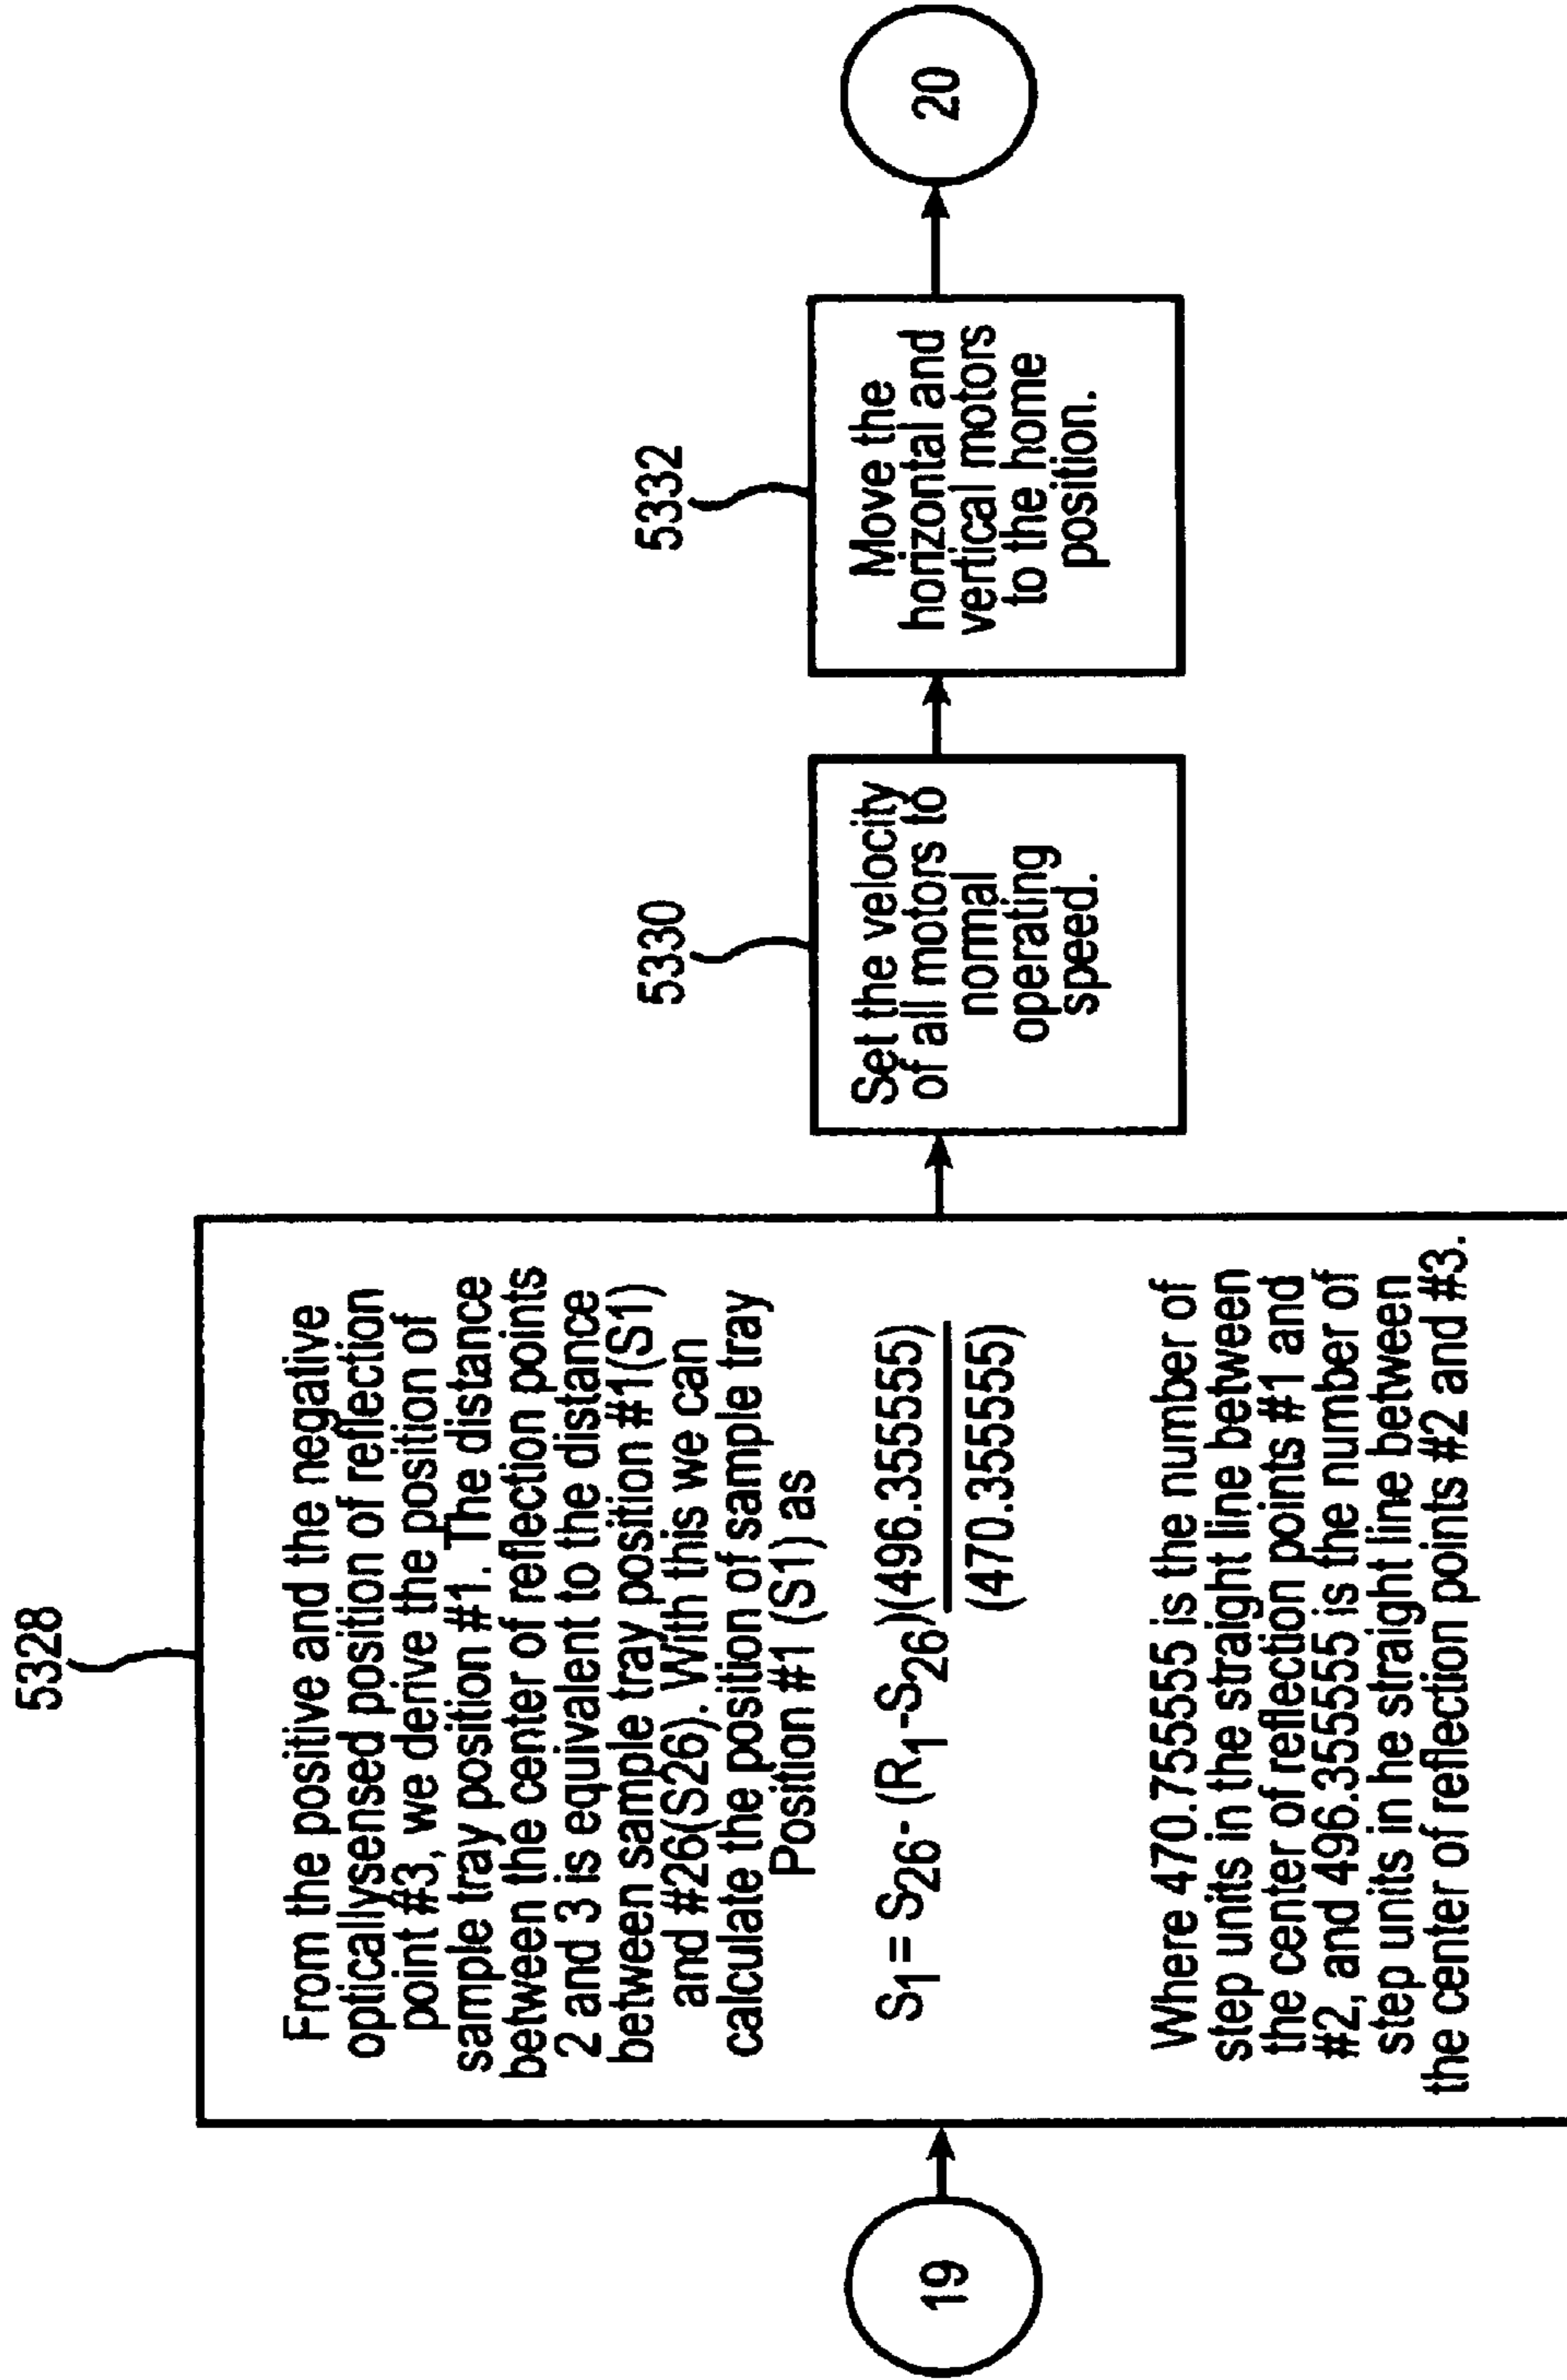 19
5328
From the positive and the negative
opticallysensed position of reflection
point #3, we derive the position of
sample tray position #1. The distance
between the center of reflection points
2 and 3 is equivalent to the distance
between sample tray position #1(S1)
and #26(S26). With this we can
calculate the position of sample tray
Position #1 (S1) as
S1 = S26- (R1-S26)(496.355555)
(470.355555)
Where 470.755555 is the number of
step units in the straight line between
the center of reflection points #1 and
#2, and 496.355555 is the number of
step units in he straight line between
the center of reflection points #2 and #3.
5330
Set the velocity
of all motors to
normal
operating
speed.
5332
Move the
horizontal and
vertical motors
to the home
position.
20